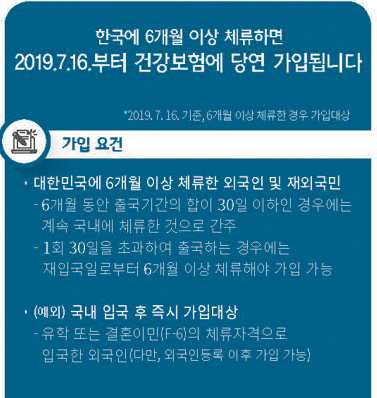 한국에 6개월 이상 체류하면
2019.7.16.부터 건강보험에 당연 가입됩니다
*2019. 7. 16. 기준, 6개월 이상 체류한 경우 가입대상
가입 요건
• 대한민국에 6개월 이상 체류한 외국인 및 재외국민
- 6개월 동안 출국기간의 합이 30일 이하인 경우에는
계속 국내에 체류한 것으로 간주
- 1회 30일을 초과하여 출국하는 경우에는
재입국일로부터 6개월 이상 체류해야 가입 가능
• (예외) 국내 입국 후 즉시 가입대상
- 유학 또는 결혼이민(F-6)의 체류자격으로
입국한 외국인(다만, 외국인등록 이후 가입 가능)